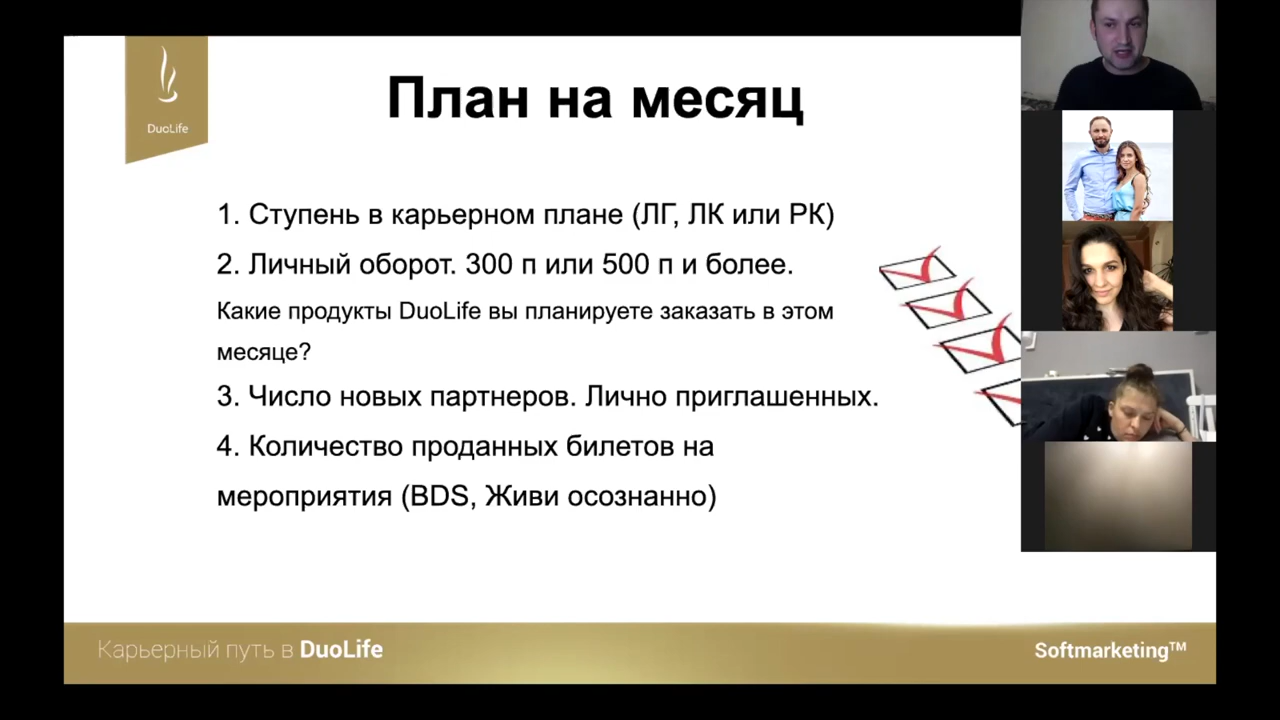 DuoLife
План на месяц
1. Ступень в карьерном плане (ЛГ, ЛК или РК)
2. Личный оборот. 300 п или 500 п и более.
Какие продукты DuoLife вы планируете заказать в этом
месяце?
3. Число новых партнеров. Лично приглашенных.
4. Количество проданных билетов на
мероприятия (BDS, Живи осознанно)
Карьерный путь в DuoLife
Softmarketing™